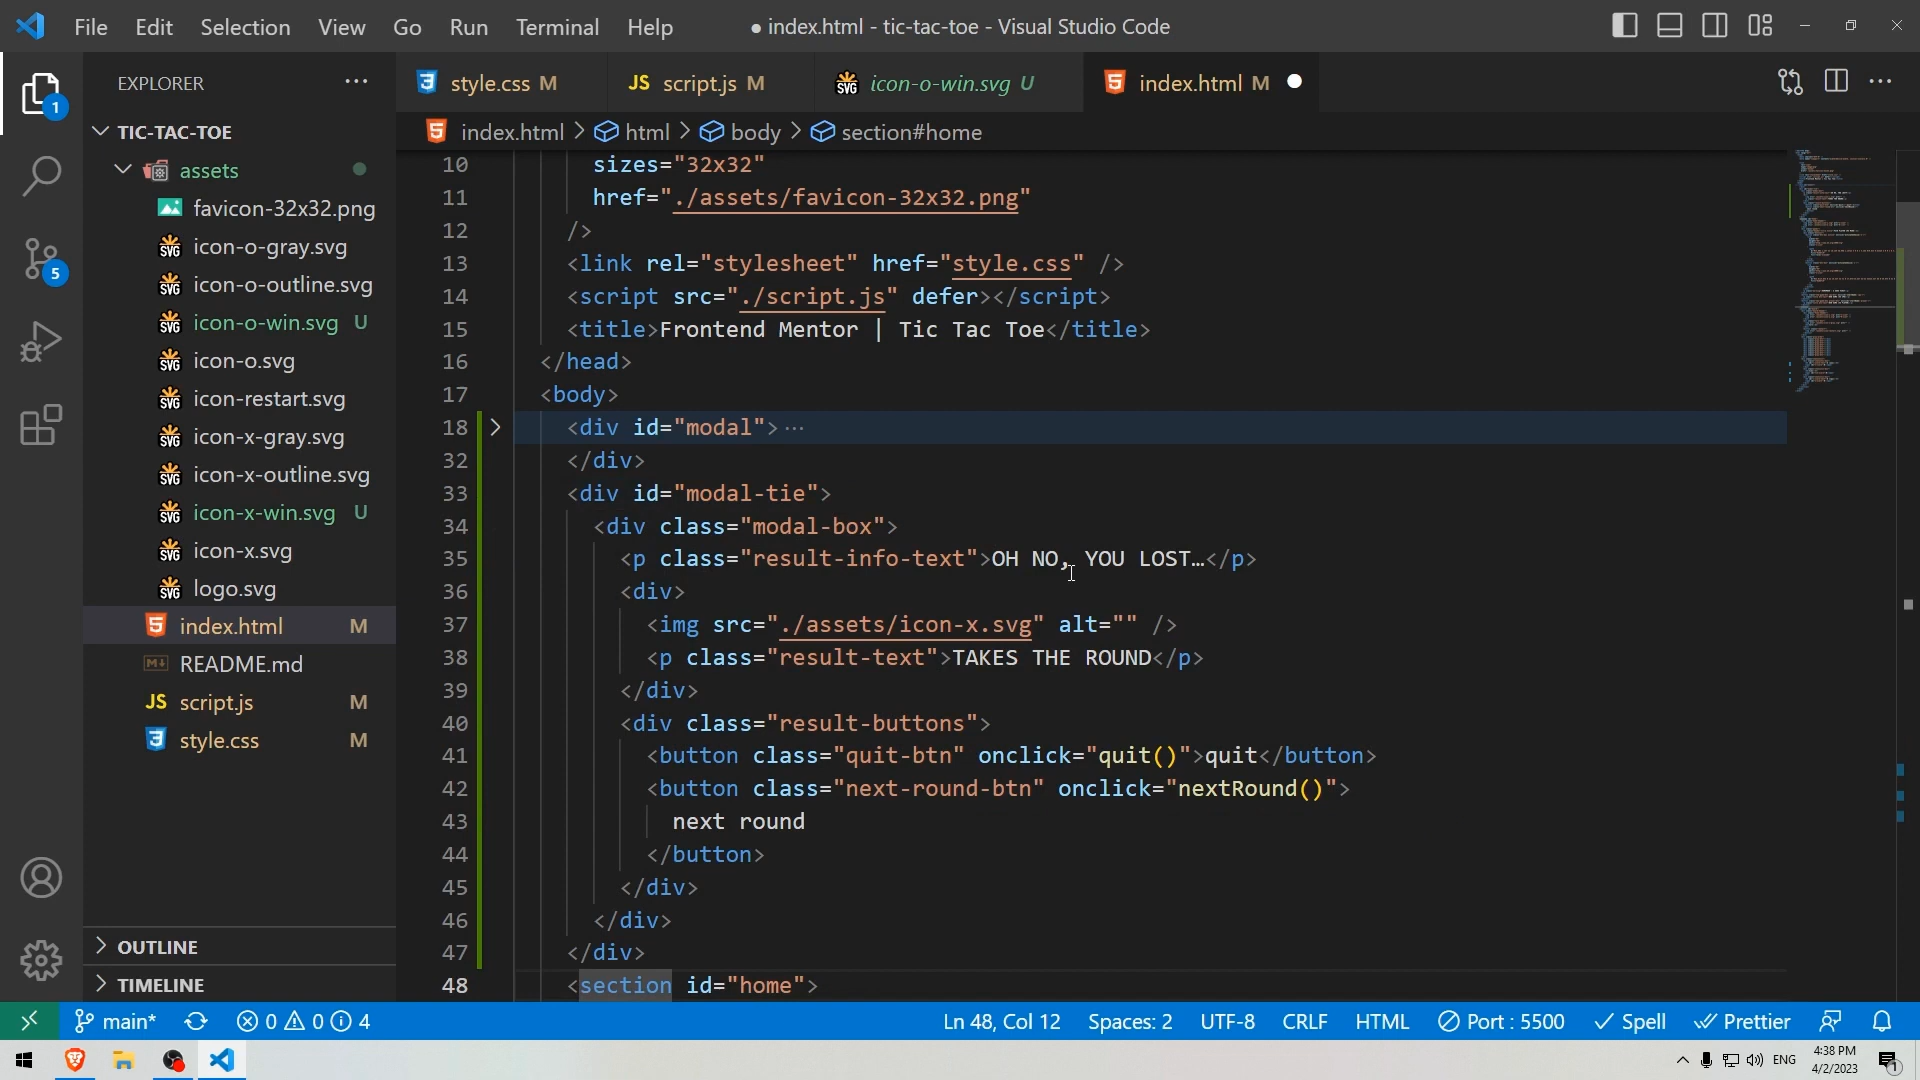 File Edit Selection View Go Run Terminal Help
● index.html - tic-tac-toe - Visual Studio Code
EXPLORER
1
TIC-TAC-TOE
assets
favicon-32x32.png
icon-o-gray.svg
icon-o-outline.svg
icon-o-win.svg U
icon-o.svg
icon-restart.svg
icon-x-gray.svg
icon-x-outline.svg
icon-x-win.svg U
icon-x.svg
logo.svg
index.html M
README.md
script.js M
style.css M
5
OUTLINE
TIMELINE
style.css M
JS script.js M
icon-o-win.svg U
index.html M
index.html > html > body > section#home
10 sizes="32x32"
11 href="./assets/favicon-32x32.png"
12 />
13 <link rel="stylesheet" href="style.css" />
14 <script src="./script.js" defer></script>
15 <title>Frontend Mentor | Tic Tac Toe</title>
16 </head>
17 <body>
18 <div id="modal"> ···
32 </div>
33 <div id="modal-tie">
34 <div class="modal-box">
35 <p class="result-info-text">OH NO, YOU LOST…</p>
36 <div>
37 <img src="./assets/icon-x.svg" alt="" />
38 <p class="result-text">TAKES THE ROUND</p>
39 </div>
40 <div class="result-buttons">
41 <button class="quit-btn" onclick="quit()">quit</button>
42 <button class="next-round-btn" onclick="nextRound()">
43 next round
44 </button>
45 </div>
46 </div>
47 </div>
48 <section id="home">
main* 0 0 4 Ln 48, Col 12 Spaces: 2 UTF-8 CRLF HTML Port : 5500 Spell Prettier
ENG 4:38 PM
4/2/2023
1